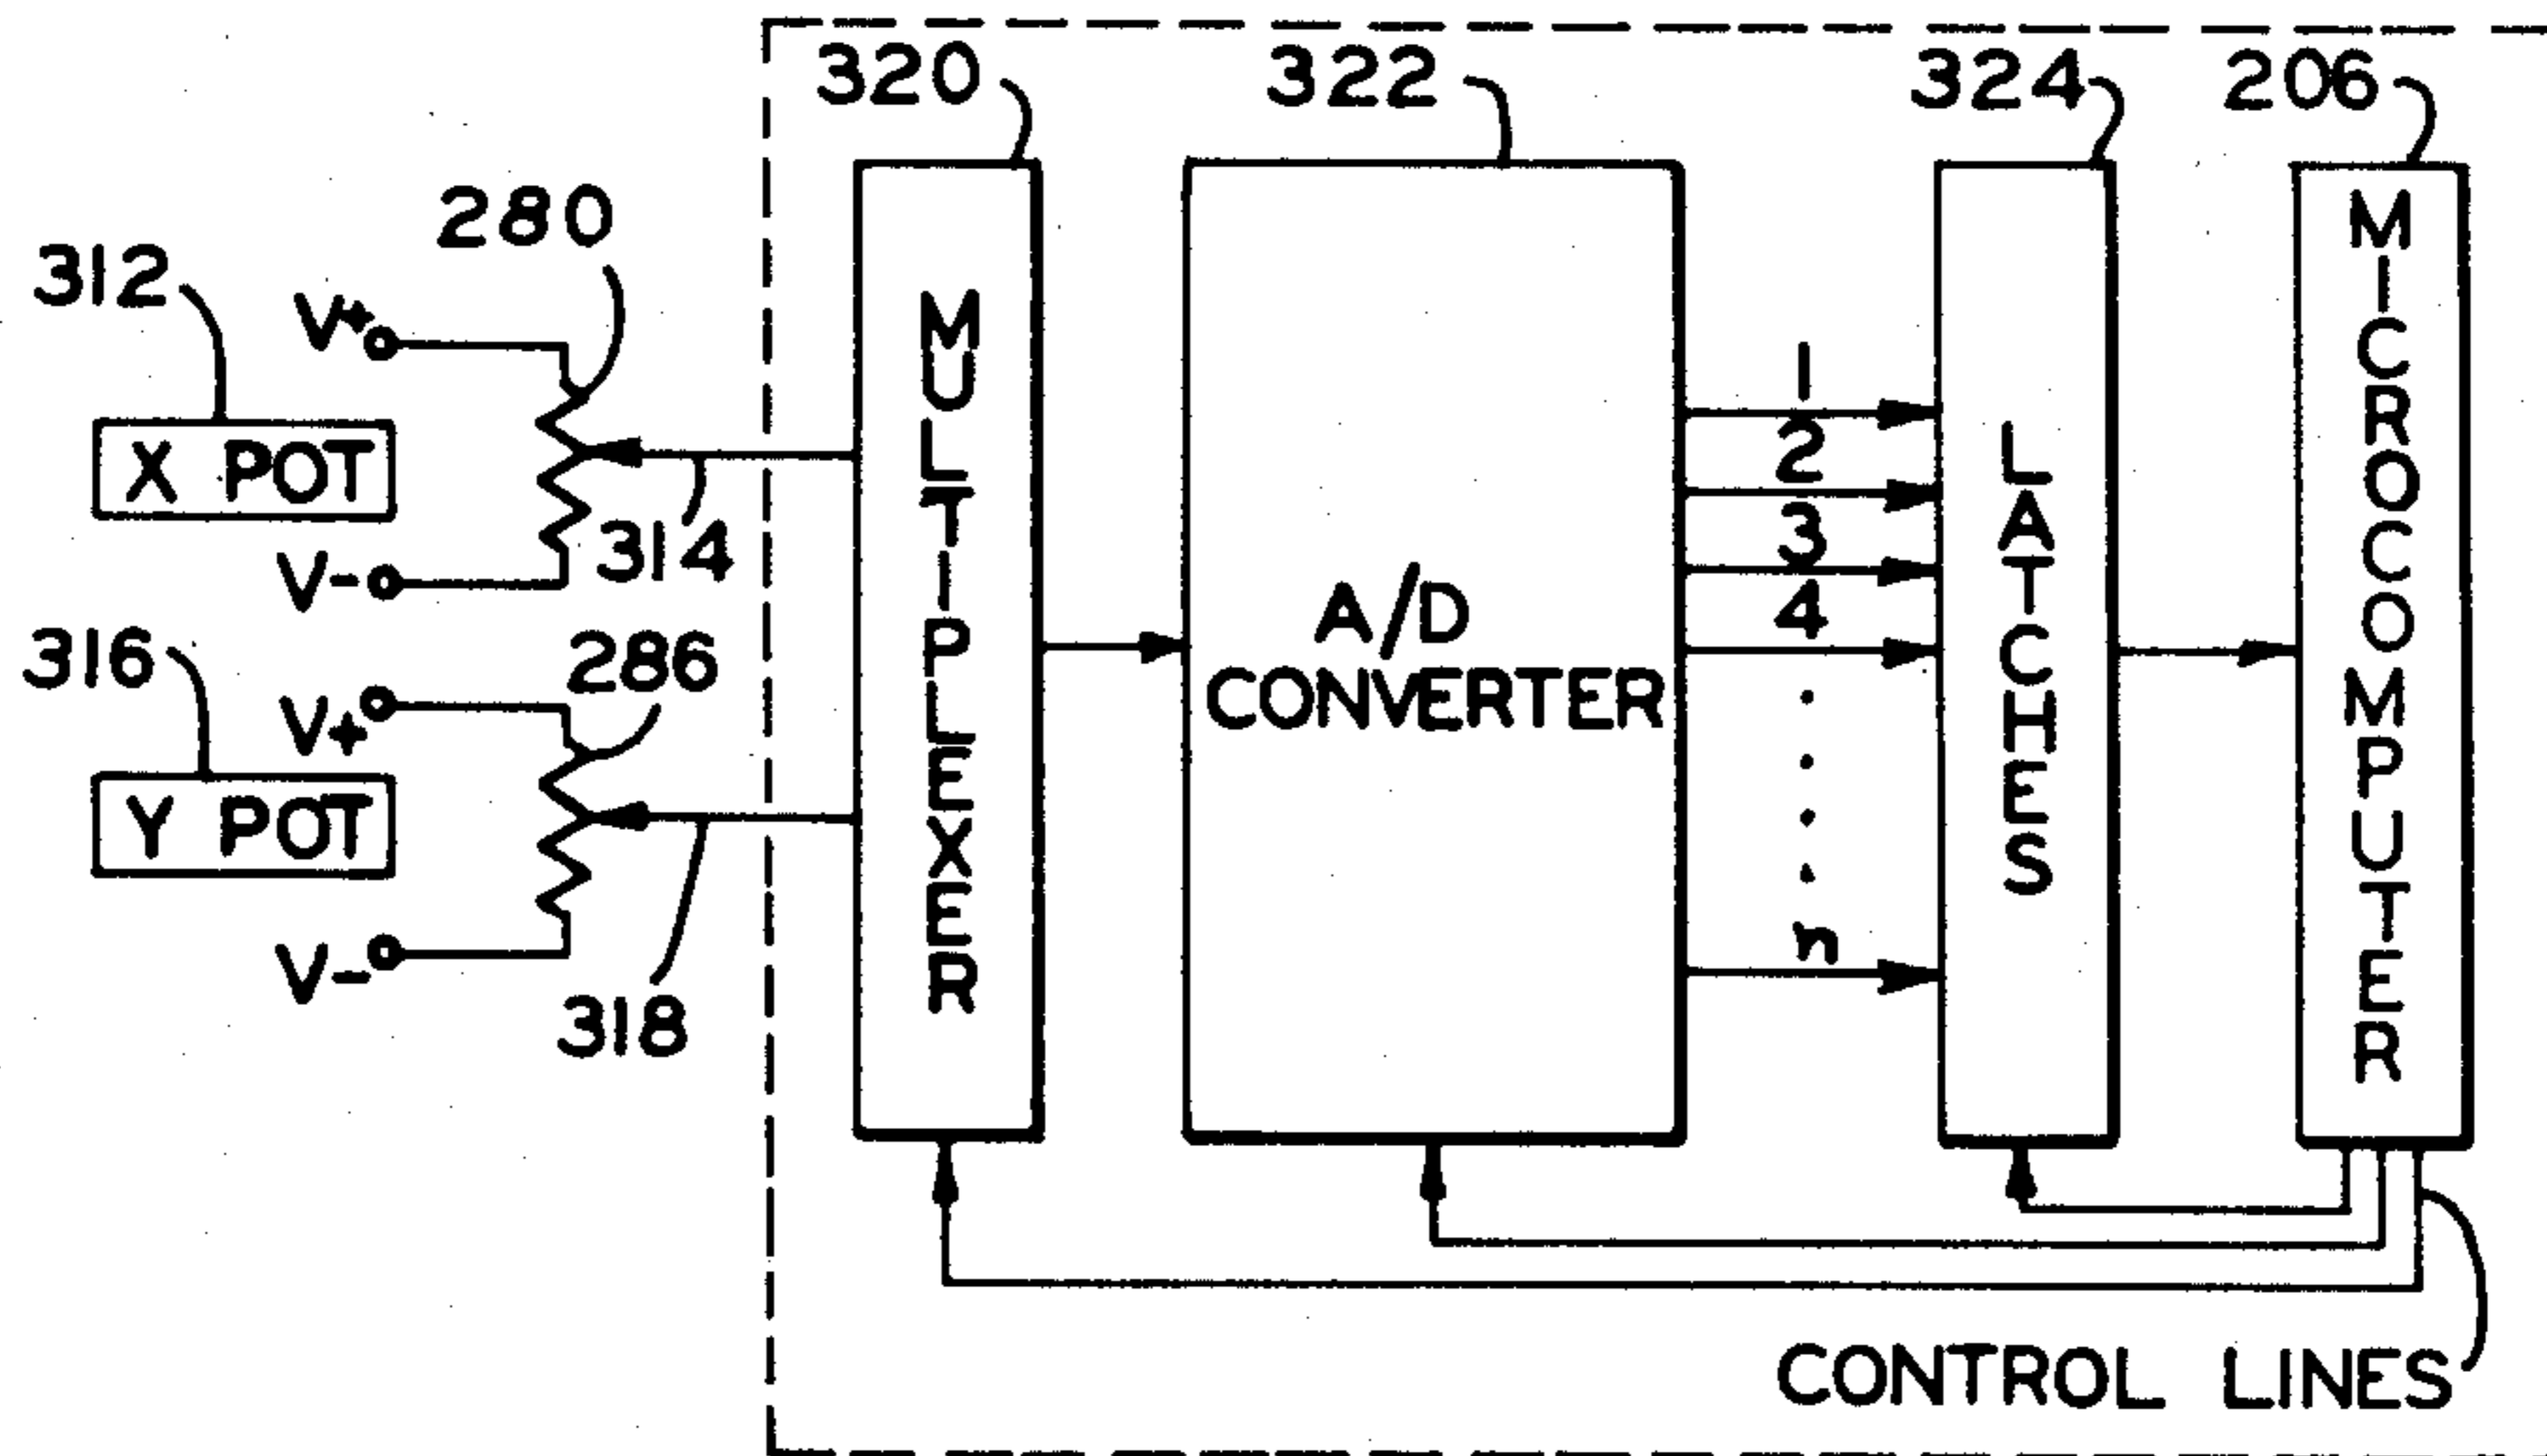 320
322
324
206
280
312
V+
X POT
314
V-
316
286
V+
Y POT
318
V-
MULTIPLEXER
A/D
CONVERTER
1
2
3
4
n
LATCHES
MICROCOMPUTER
CONTROL LINES